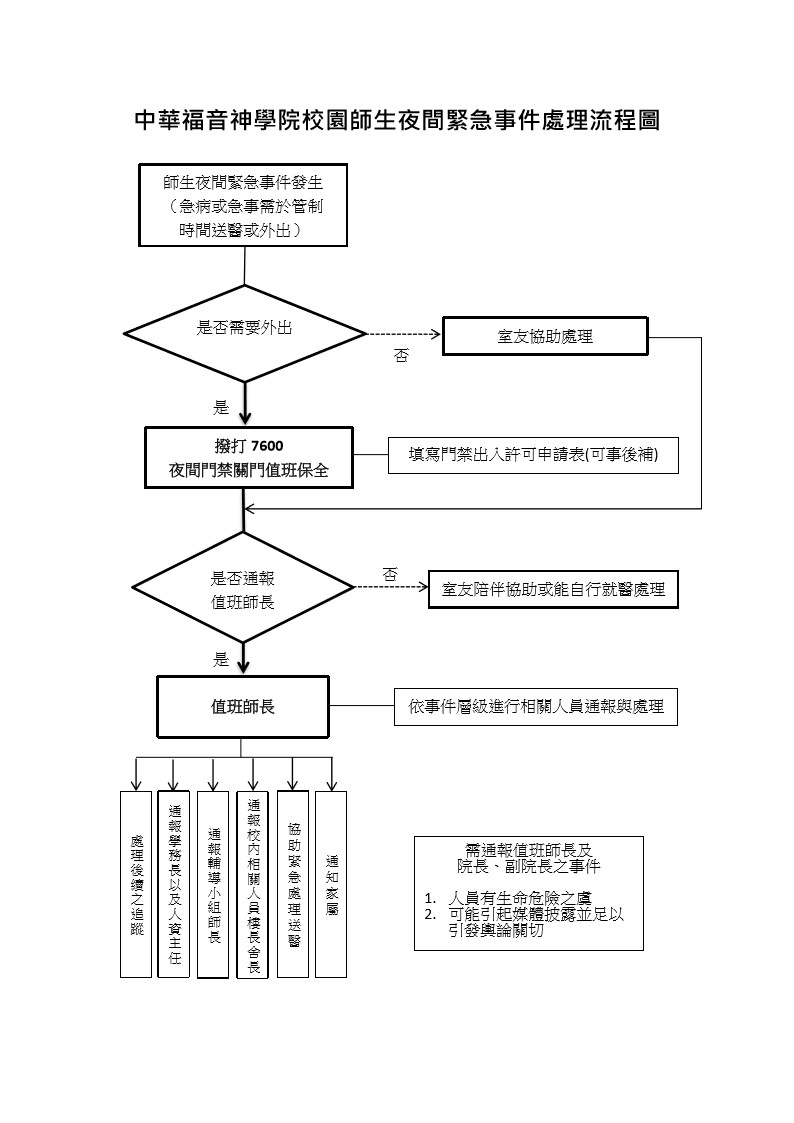 中華福音神學院校園師生夜間緊急事件處理流程圖
師生夜間緊急事件發生
（急病或急事需於管制
時間送醫或外出）
是否需要外出
否
室友協助處理
是
撥打 7600
夜間門禁關門值班保全
填寫門禁出入許可申請表(可事後補)
是否通報
值班師長
否
室友陪伴協助或能自行就醫處理
是
值班師長
依事件層級進行相關人員通報與處理
處理後續之追蹤
通報學務長以及人資主任
通報輔導小組師長
通報校內相關人員樓長舍長
協助緊急處理送醫
通知家屬
需通報值班師長及
院長、副院長之事件
1. 人員有生命危險之虞
2. 可能引起媒體披露並足以
引發輿論關切